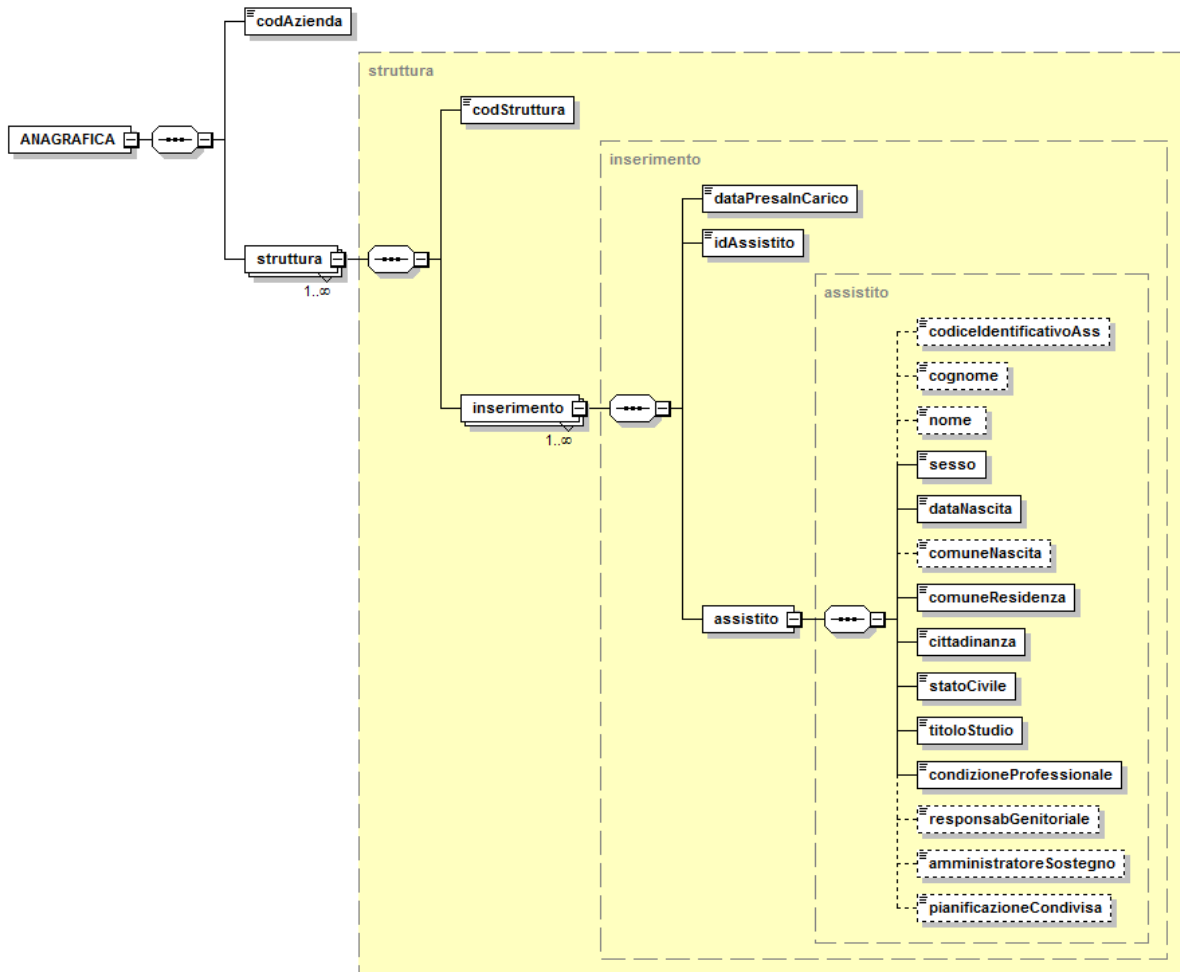 codAzienda
struttura
codStruttura
ANAGRAFICA
inserimento
dataPresaInCarico
idAssistito
struttura
1..∞
assistito
codiceIdentificativoAss
cognome
inserimento
1..∞
nome
sesso
dataNascita
comuneNascita
comuneResidenza
assistito
cittadinanza
statoCivile
titoloStudio
condizioneProfessionale
responsabGenitoriale
amministratoreSostegno
pianificazioneCondivisa